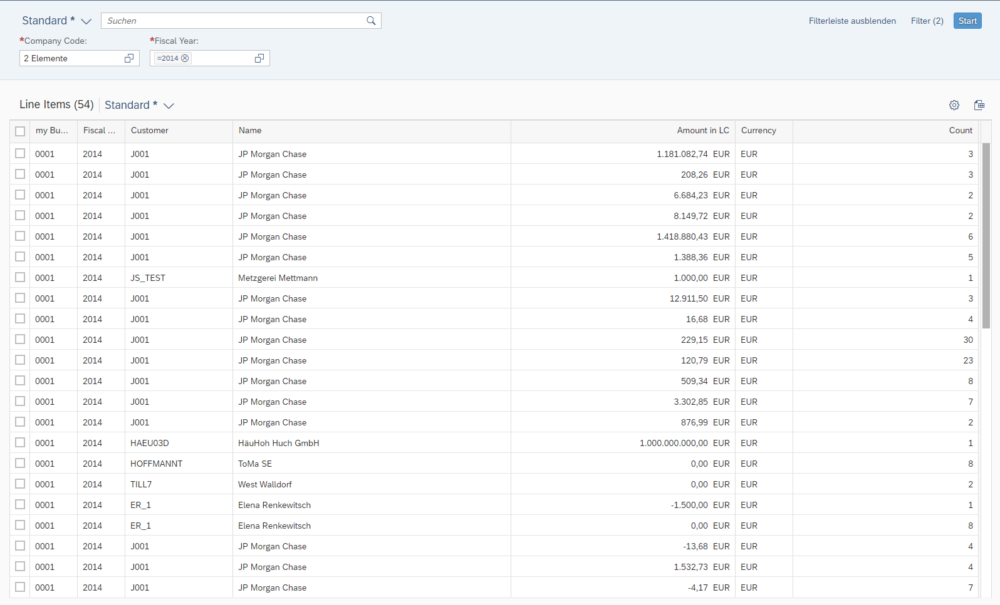 Standard *
Suchen
Filterleiste ausblenden
Filter (2)
Start
*Company Code:
*Fiscal Year:
2 Elemente
=2014
Line Items (54)
Standard *
my Bu... Fiscal ... Customer Name Amount in LC Currency Count
0001 2014 J001 JP Morgan Chase 1.181.082,74 EUR EUR 3
0001 2014 J001 JP Morgan Chase 208,26 EUR EUR 3
0001 2014 J001 JP Morgan Chase 6.684,23 EUR EUR 2
0001 2014 J001 JP Morgan Chase 8.149,72 EUR EUR 2
0001 2014 J001 JP Morgan Chase 1.418.880,43 EUR EUR 6
0001 2014 J001 JP Morgan Chase 1.388,36 EUR EUR 5
0001 2014 JS_TEST Metzgerei Mettmann 1.000,00 EUR EUR 1
0001 2014 J001 JP Morgan Chase 12.911,50 EUR EUR 3
0001 2014 J001 JP Morgan Chase 16,68 EUR EUR 4
0001 2014 J001 JP Morgan Chase 229,15 EUR EUR 30
0001 2014 J001 JP Morgan Chase 120,79 EUR EUR 23
0001 2014 J001 JP Morgan Chase 509,34 EUR EUR 8
0001 2014 J001 JP Morgan Chase 3.302,85 EUR EUR 7
0001 2014 J001 JP Morgan Chase 876,99 EUR EUR 2
0001 2014 HAEU03D HäuHoh Huch GmbH 1.000.000.000,00 EUR EUR 1
0001 2014 HOFFMANNT ToMa SE 0,00 EUR EUR 8
0001 2014 TILL7 West Walldorf 0,00 EUR EUR 2
0001 2014 ER_1 Elena Renkewitsch -1.500,00 EUR EUR 1
0001 2014 ER_1 Elena Renkewitsch 0,00 EUR EUR 8
0001 2014 J001 JP Morgan Chase -13,68 EUR EUR 4
0001 2014 J001 JP Morgan Chase 1.532,73 EUR EUR 4
0001 2014 J001 JP Morgan Chase -4,17 EUR EUR 7